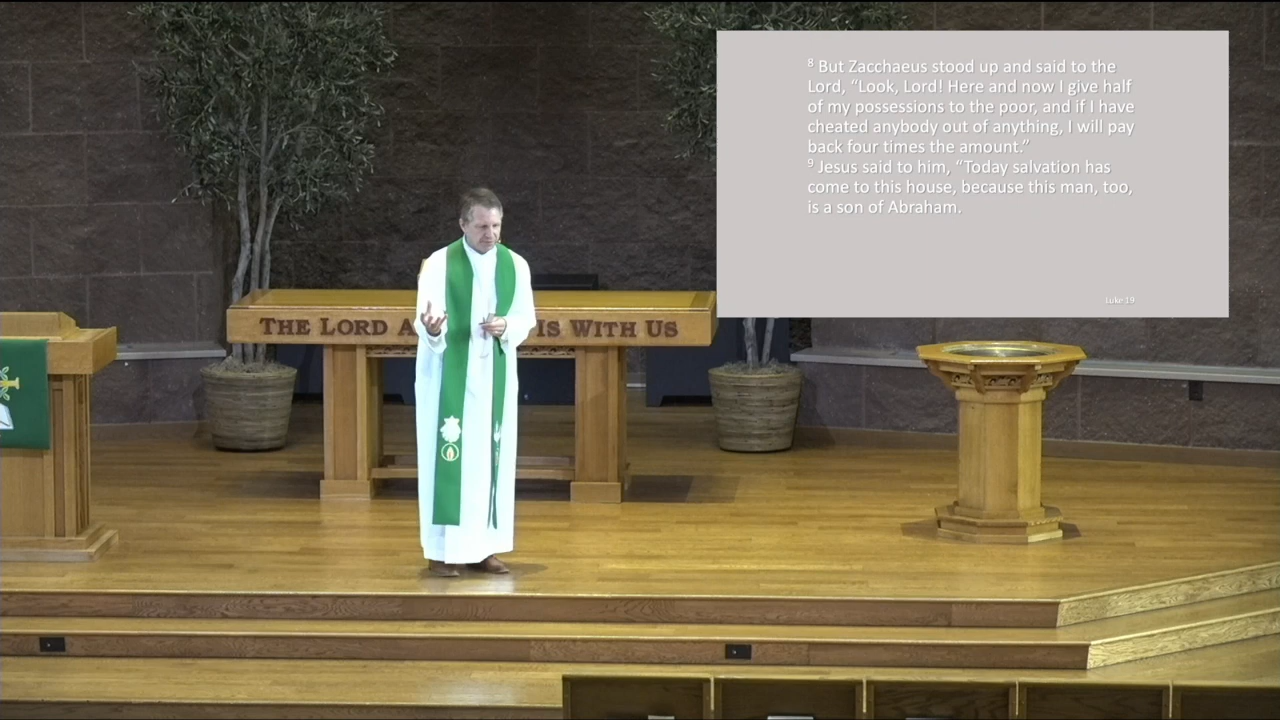 8 But Zacchaeus stood up and said to the
Lord, “Look, Lord! Here and now I give half
of my possessions to the poor, and if I have
cheated anybody out of anything, I will pay
back four times the amount.”
9 Jesus said to him, “Today salvation has
come to this house, because this man, too,
is a son of Abraham.
Luke 19
THE LORD A IS WITH US